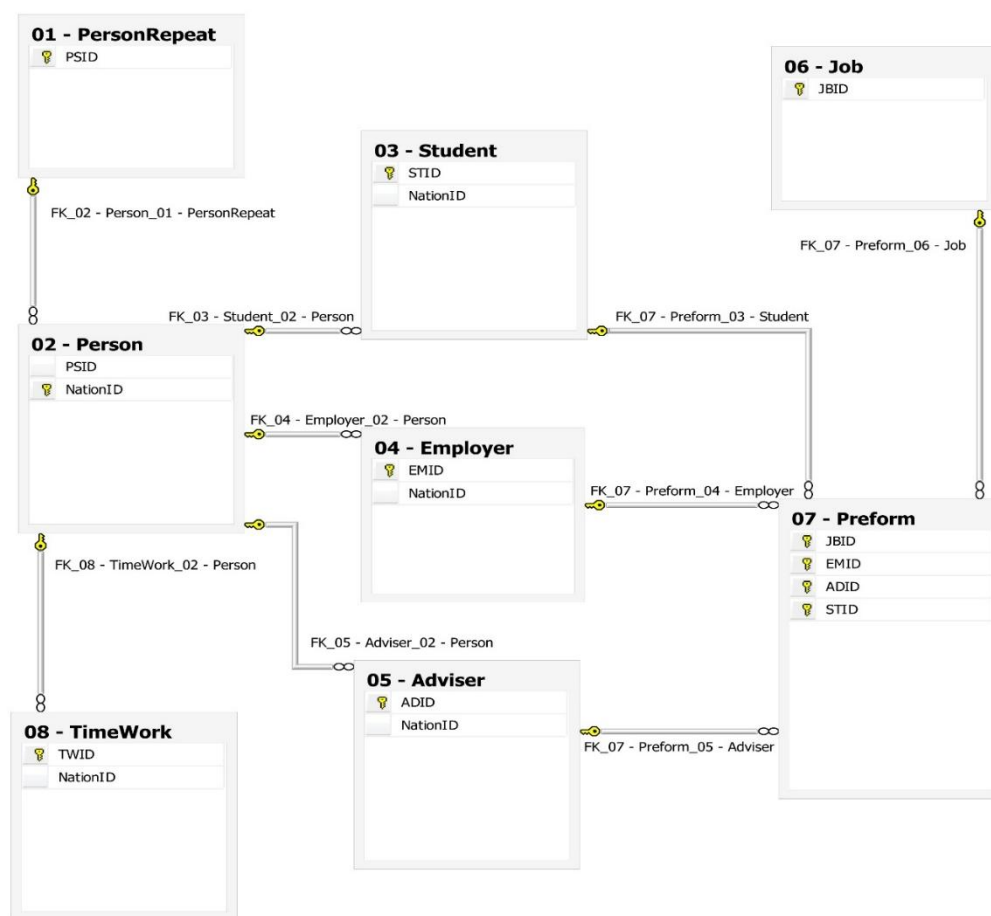 01 - PersonRepeat
PSID
FK_02 - Person_01 - PersonRepeat
06 - Job
JBID
FK_07 - Preform_06 - Job
03 - Student
STID
NationID
FK_03 - Student_02 - Person
FK_07 - Preform_03 - Student
02 - Person
PSID
NationID
FK_04 - Employer_02 - Person
04 - Employer
EMID
NationID
FK_07 - Preform_04 - Employer
07 - Preform
JBID
EMID
ADID
STID
FK_08 - TimeWork_02 - Person
FK_05 - Adviser_02 - Person
05 - Adviser
ADID
NationID
FK_07 - Preform_05 - Adviser
08 - TimeWork
TWID
NationID